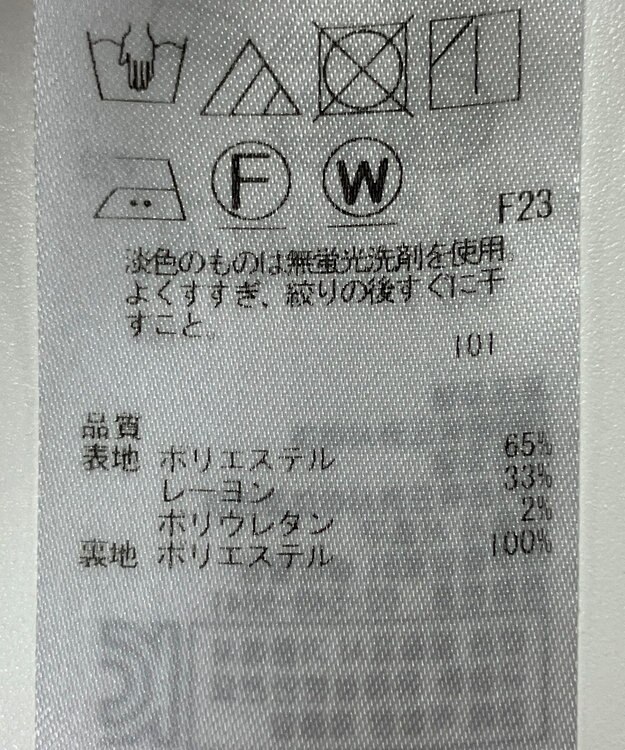 F W
F23
淡色のものは無蛍光洗剤を使用
よくすすぎ、絞りの後すぐに干
すこと。
101
品質
表地 ポリエステル 65%
レーヨン 33%
ポリウレタン 2%
裏地 ポリエステル 100%